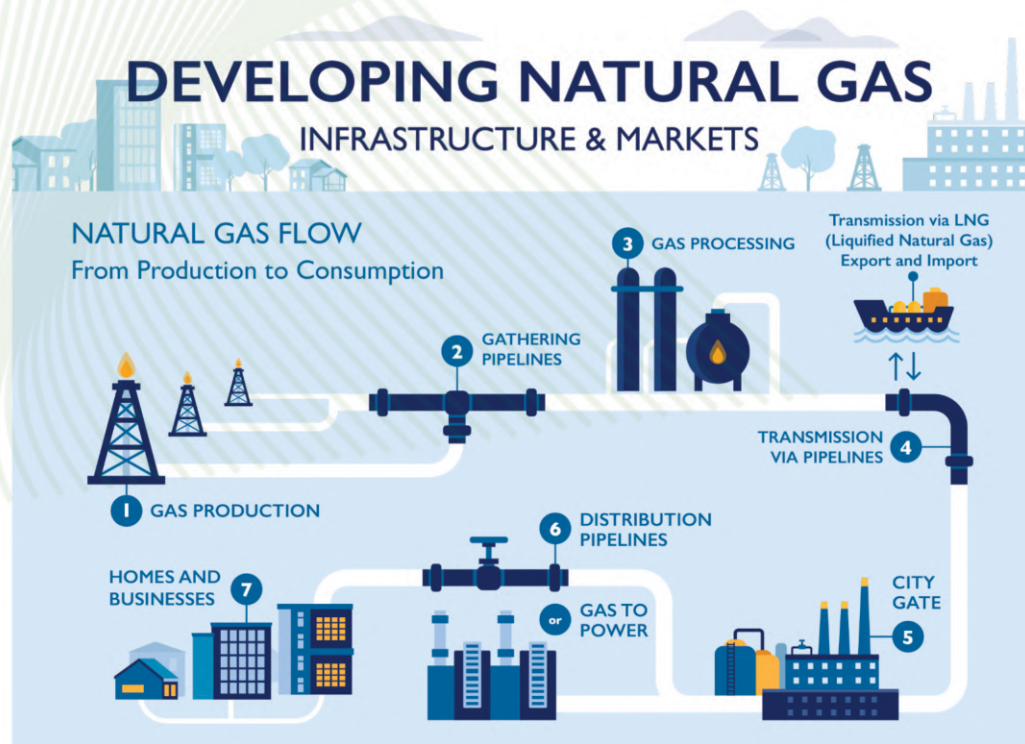 DEVELOPING NATURAL GAS
INFRASTRUCTURE & MARKETS
NATURAL GAS FLOW
From Production to Consumption
1 GAS PRODUCTION
2 GATHERING
PIPELINES
3 GAS PROCESSING
Transmission via LNG
(Liquified Natural Gas)
Export and Import
TRANSMISSION
VIA PIPELINES 4
CITY
GATE
5
6 DISTRIBUTION
PIPELINES
or GAS TO
POWER
HOMES AND
BUSINESSES 7